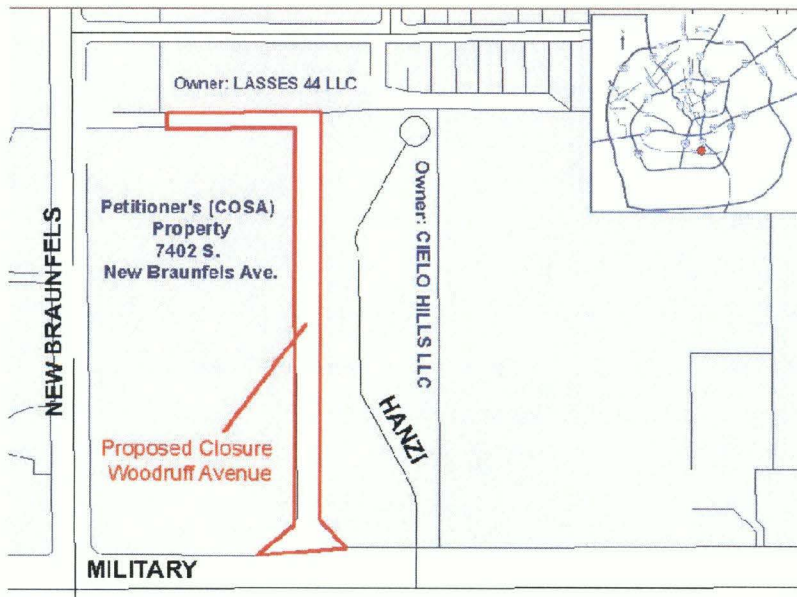 Owner: LASSES 44 LLC
NEW BRAUNFELS
Petitioner's (COSA)
Property
7402 S.
New Braunfels Ave.
Owner: CIELO HILLS LLC
HANZI
Proposed Closure
Woodruff Avenue
MILITARY